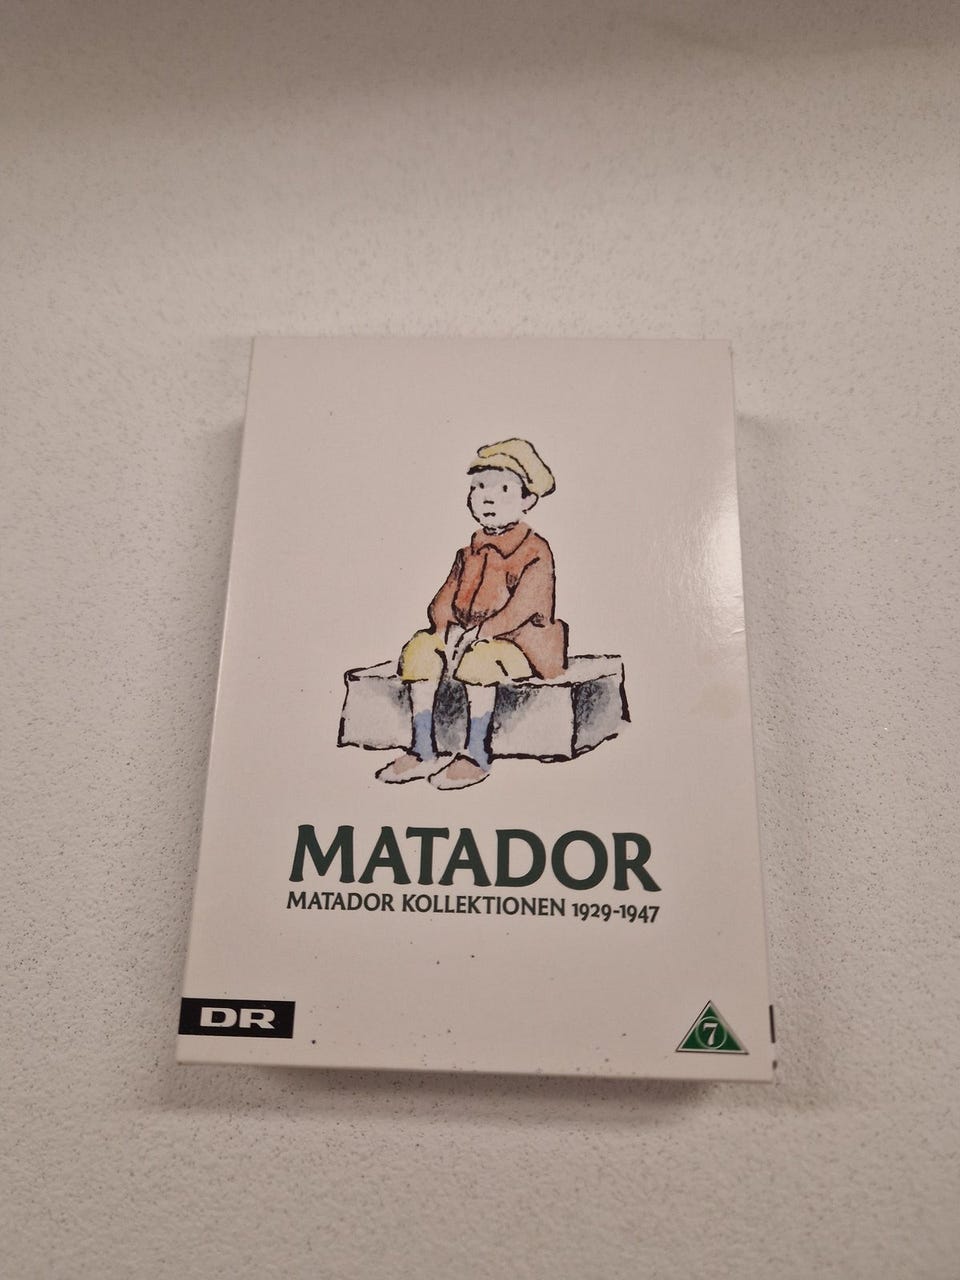 MATADOR
MATADOR KOLLEKTIONEN 1929-1947
DR
7